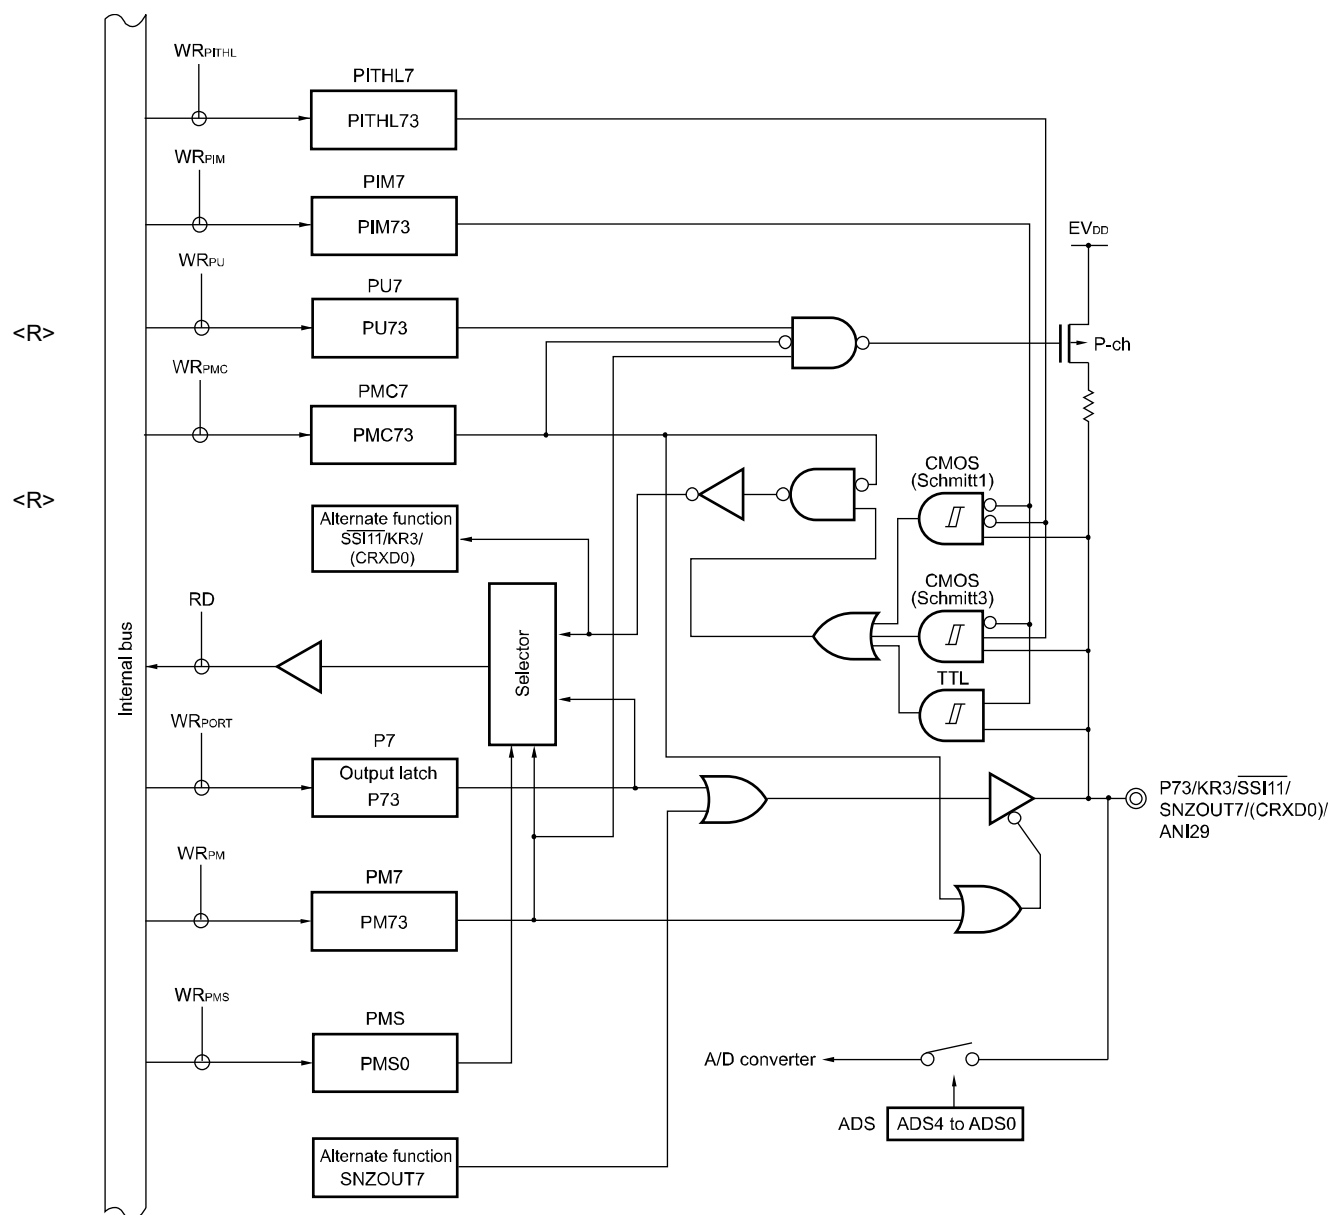 WRPITHL
PITHL7
PITHL73
WRPIM
PIM7
PIM73
EVDD
WRPU
PU7
<R>
PU73
P-ch
WRPMC
PMC7
PMC73
CMOS
(Schmitt1)
<R>
Alternate function
SSI11/KR3/
(CRXD0)
CMOS
(Schmitt3)
RD
Selector
Internal bus
TTL
WRPORT
P7
Output latch
P73
P73/KR3/SSI11/
SNZOUT7/(CRXD0)/
ANI29
WRPM
PM7
PM73
WRPMS
PMS
PMS0
A/D converter
ADS
ADS4 to ADS0
Alternate function
SNZOUT7